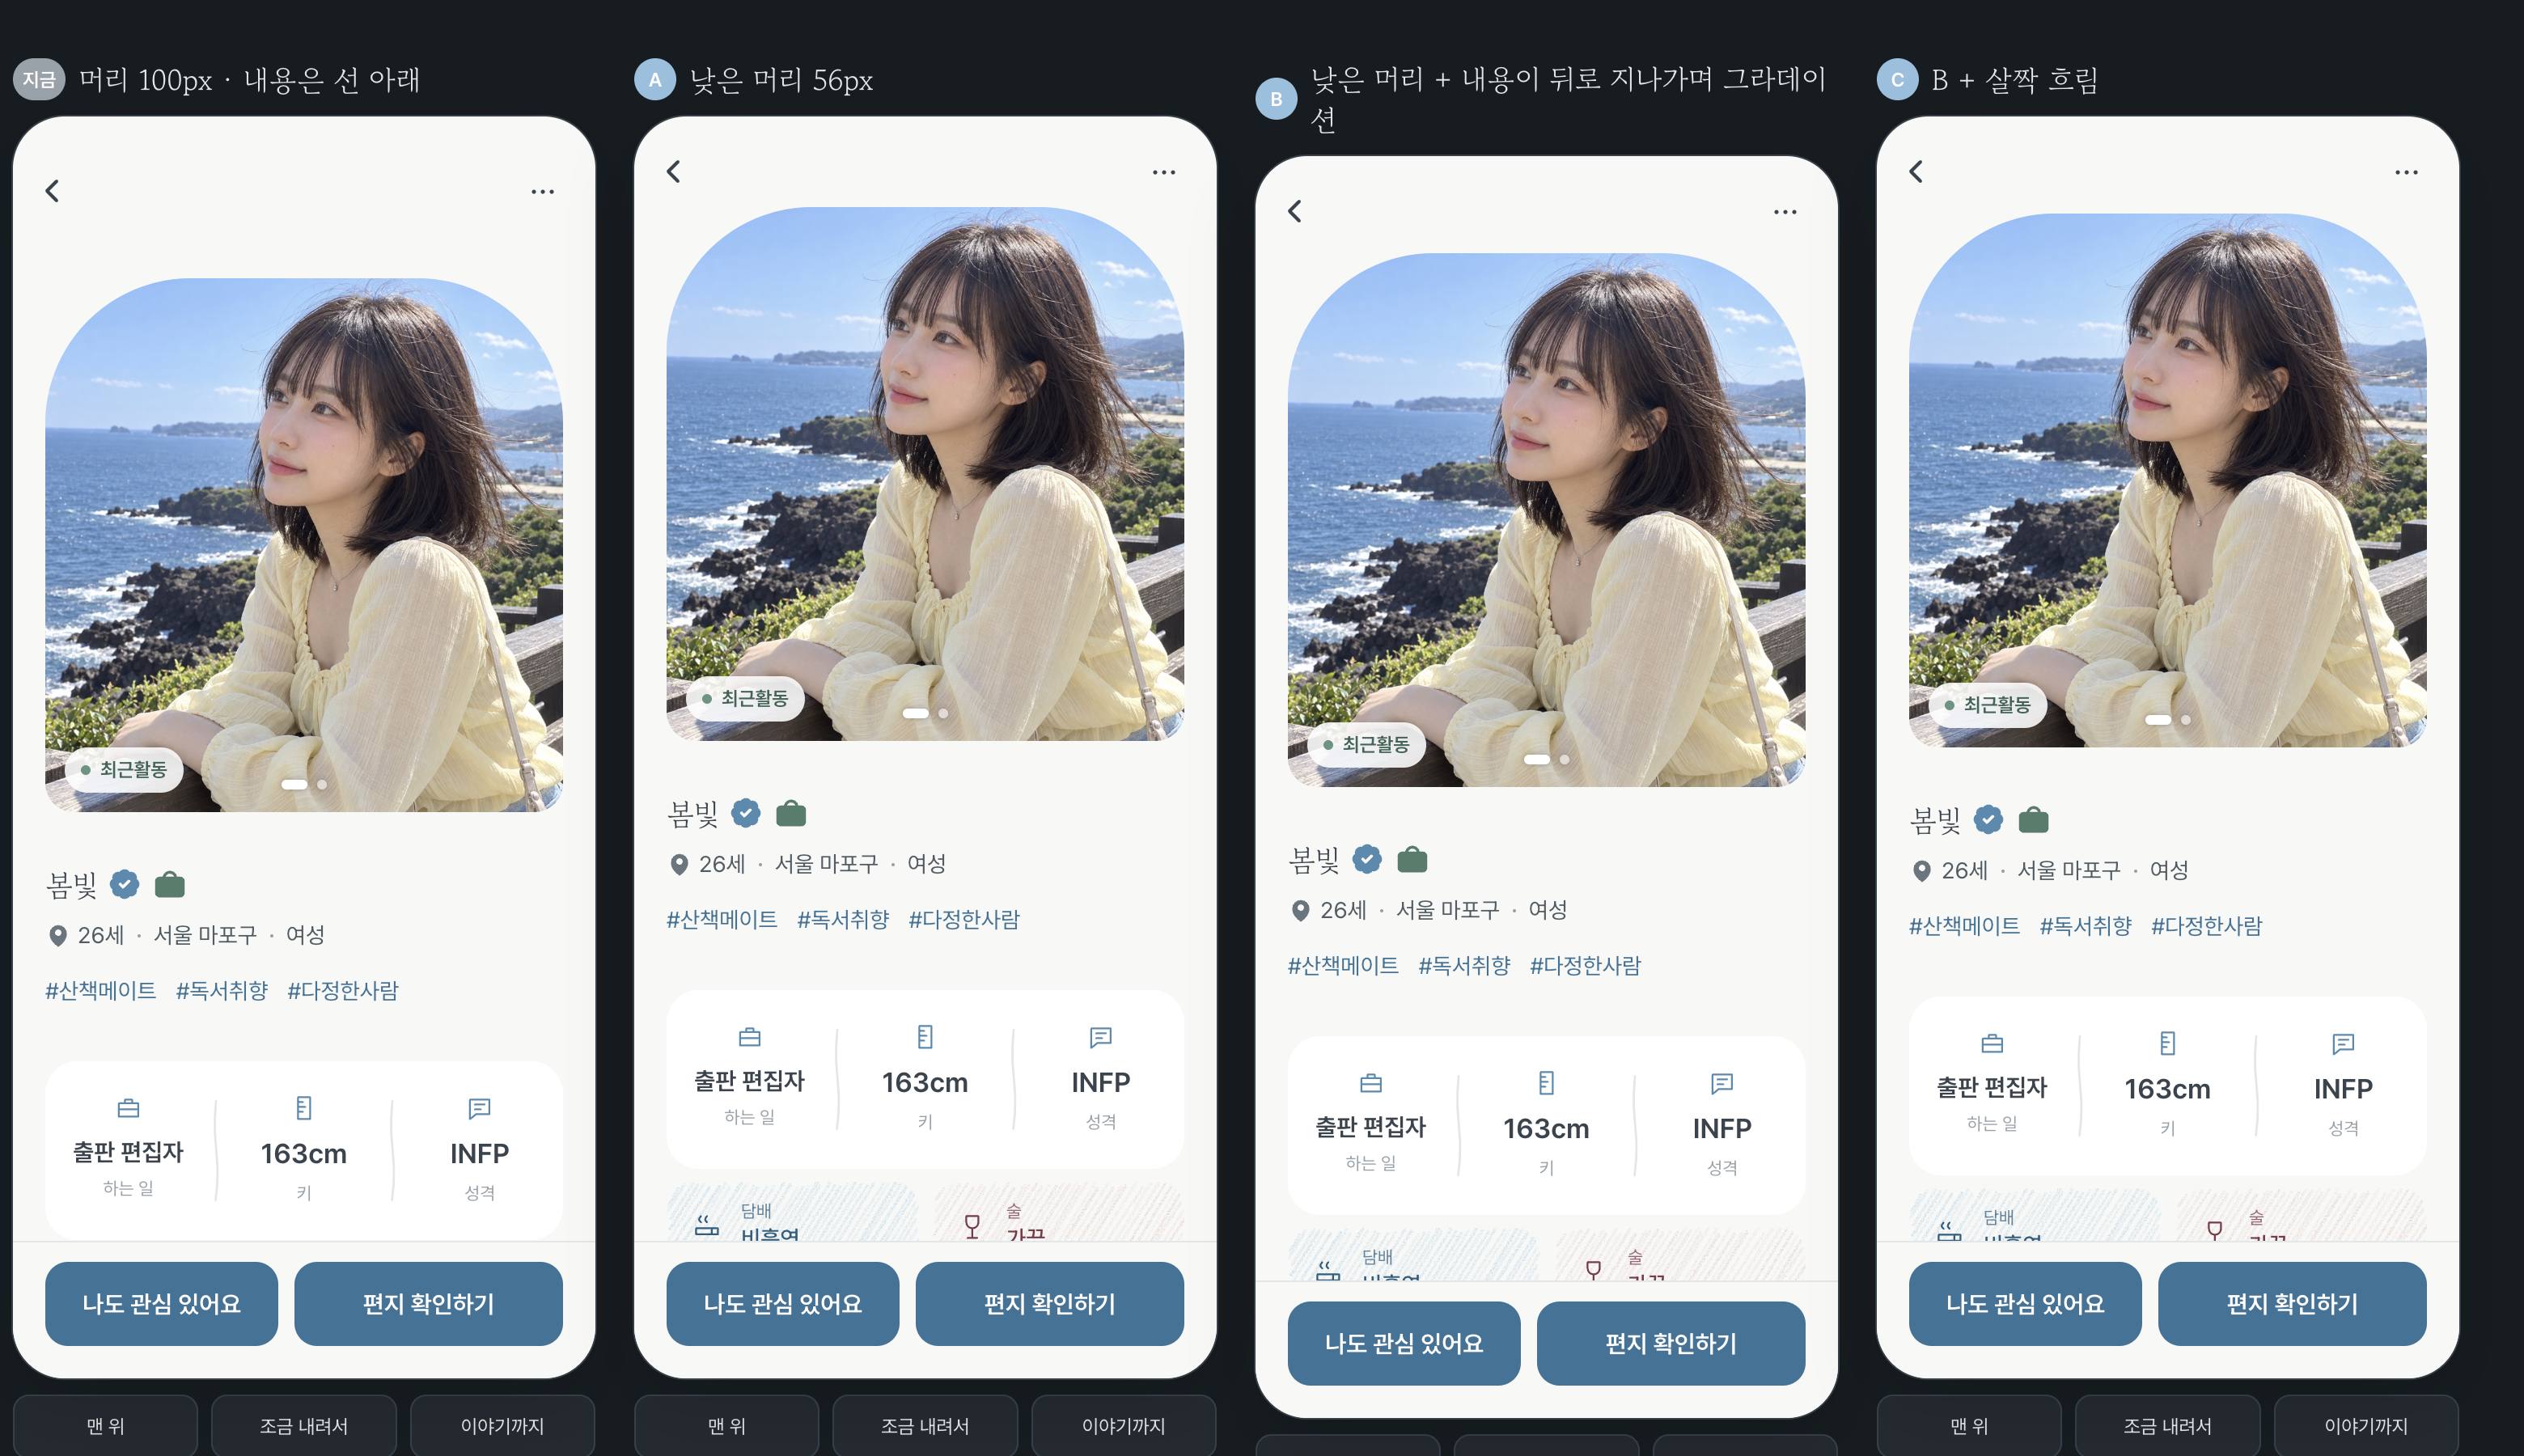 지금 머리 100px · 내용은 선 아래
최근활동
봄빛
26세 · 서울 마포구 · 여성
#산책메이트 #독서취향 #다정한사람
출판 편집자 163cm INFP
하는 일 키 성격
나도 관심 있어요 편지 확인하기
맨 위 조금 내려서 이야기까지
A 낮은 머리 56px
최근활동
봄빛
26세 · 서울 마포구 · 여성
#산책메이트 #독서취향 #다정한사람
출판 편집자 163cm INFP
하는 일 키 성격
담배 술
비흡연 가끔
나도 관심 있어요 편지 확인하기
맨 위 조금 내려서 이야기까지
B 낮은 머리 + 내용이 뒤로 지나가며 그라데이
션
최근활동
봄빛
26세 · 서울 마포구 · 여성
#산책메이트 #독서취향 #다정한사람
출판 편집자 163cm INFP
하는 일 키 성격
담배 술
나도 관심 있어요 편지 확인하기
C B + 살짝 흐림
최근활동
봄빛
26세 · 서울 마포구 · 여성
#산책메이트 #독서취향 #다정한사람
출판 편집자 163cm INFP
하는 일 키 성격
담배 술
나도 관심 있어요 편지 확인하기
맨 위 조금 내려서 이야기까지